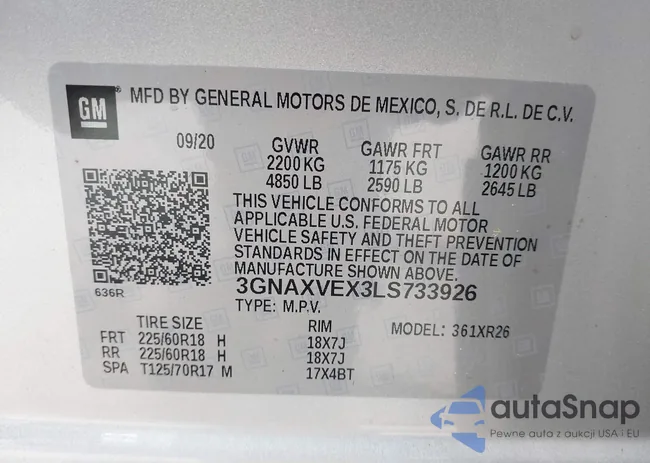 GM
MFD BY GENERAL MOTORS DE MEXICO, S. DE R.L. DE C.V.
09/20 GVWR GAWR FRT GAWR RR
2200 KG 1175 KG 1200 KG
4850 LB 2590 LB 2645 LB
THIS VEHICLE CONFORMS TO ALL
APPLICABLE U.S. FEDERAL MOTOR
VEHICLE SAFETY AND THEFT PREVENTION
STANDARDS IN EFFECT ON THE DATE OF
MANUFACTURE SHOWN ABOVE.
636R
3GNAXVEX3LS733926
TYPE: M.P.V.
TIRE SIZE RIM MODEL: 361XR26
FRT 225/60R18 H 18X7J
RR 225/60R18 H 18X7J
SPA T125/70R17 M 17X4BT
autaSnap
Pewne auta z aukcji USA i EU